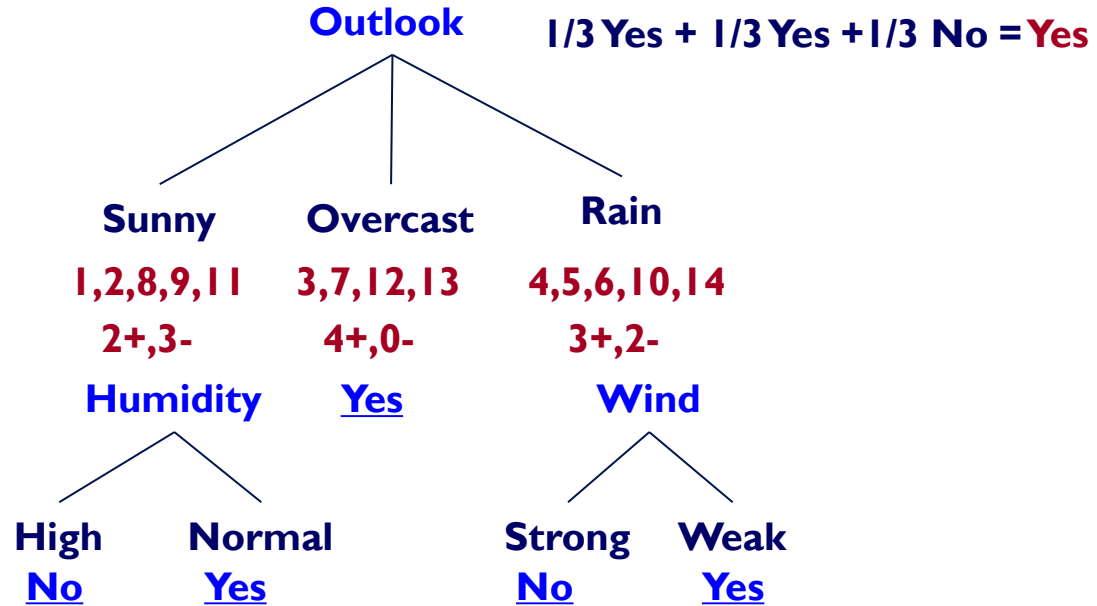 Outlook
1/3 Yes + 1/3 Yes +1/3 No = Yes
Sunny Overcast Rain
1,2,8,9,11 3,7,12,13 4,5,6,10,14
2+,3- 4+,0- 3+,2-
Humidity Yes Wind
High Normal Strong Weak
No Yes No Yes